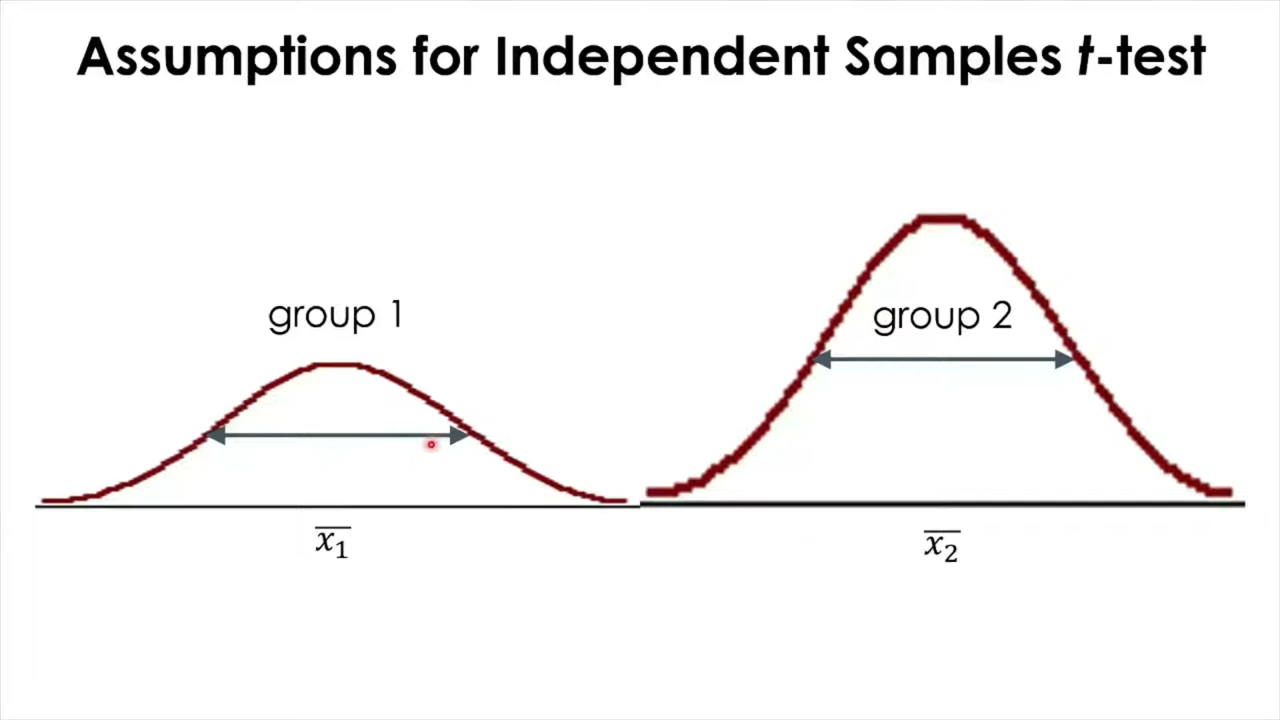 Assumptions for Independent Samples t-test
group 1
group 2
x̅₁
x̅₂